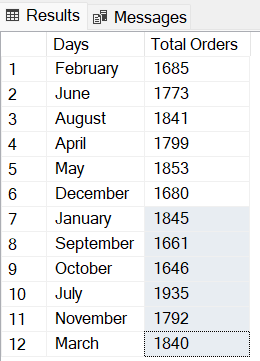 Results Messages
Days Total Orders
1 February 1685
2 June 1773
3 August 1841
4 April 1799
5 May 1853
6 December 1680
7 January 1845
8 September 1661
9 October 1646
10 July 1935
11 November 1792
12 March 1840